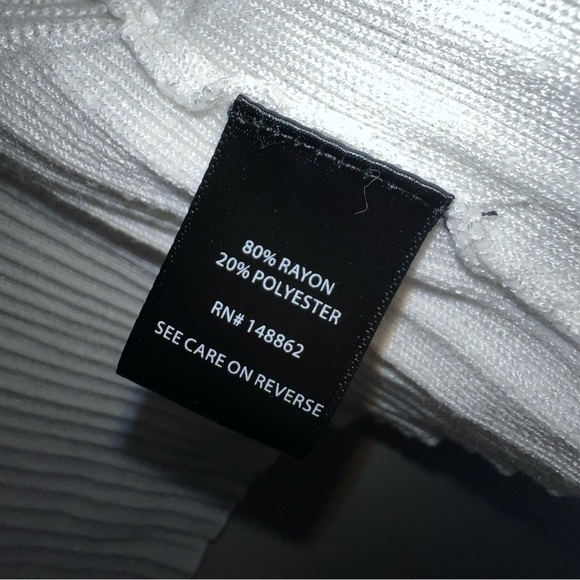 80% RAYON
20% POLYESTER
RN# 148862
SEE CARE ON REVERSE